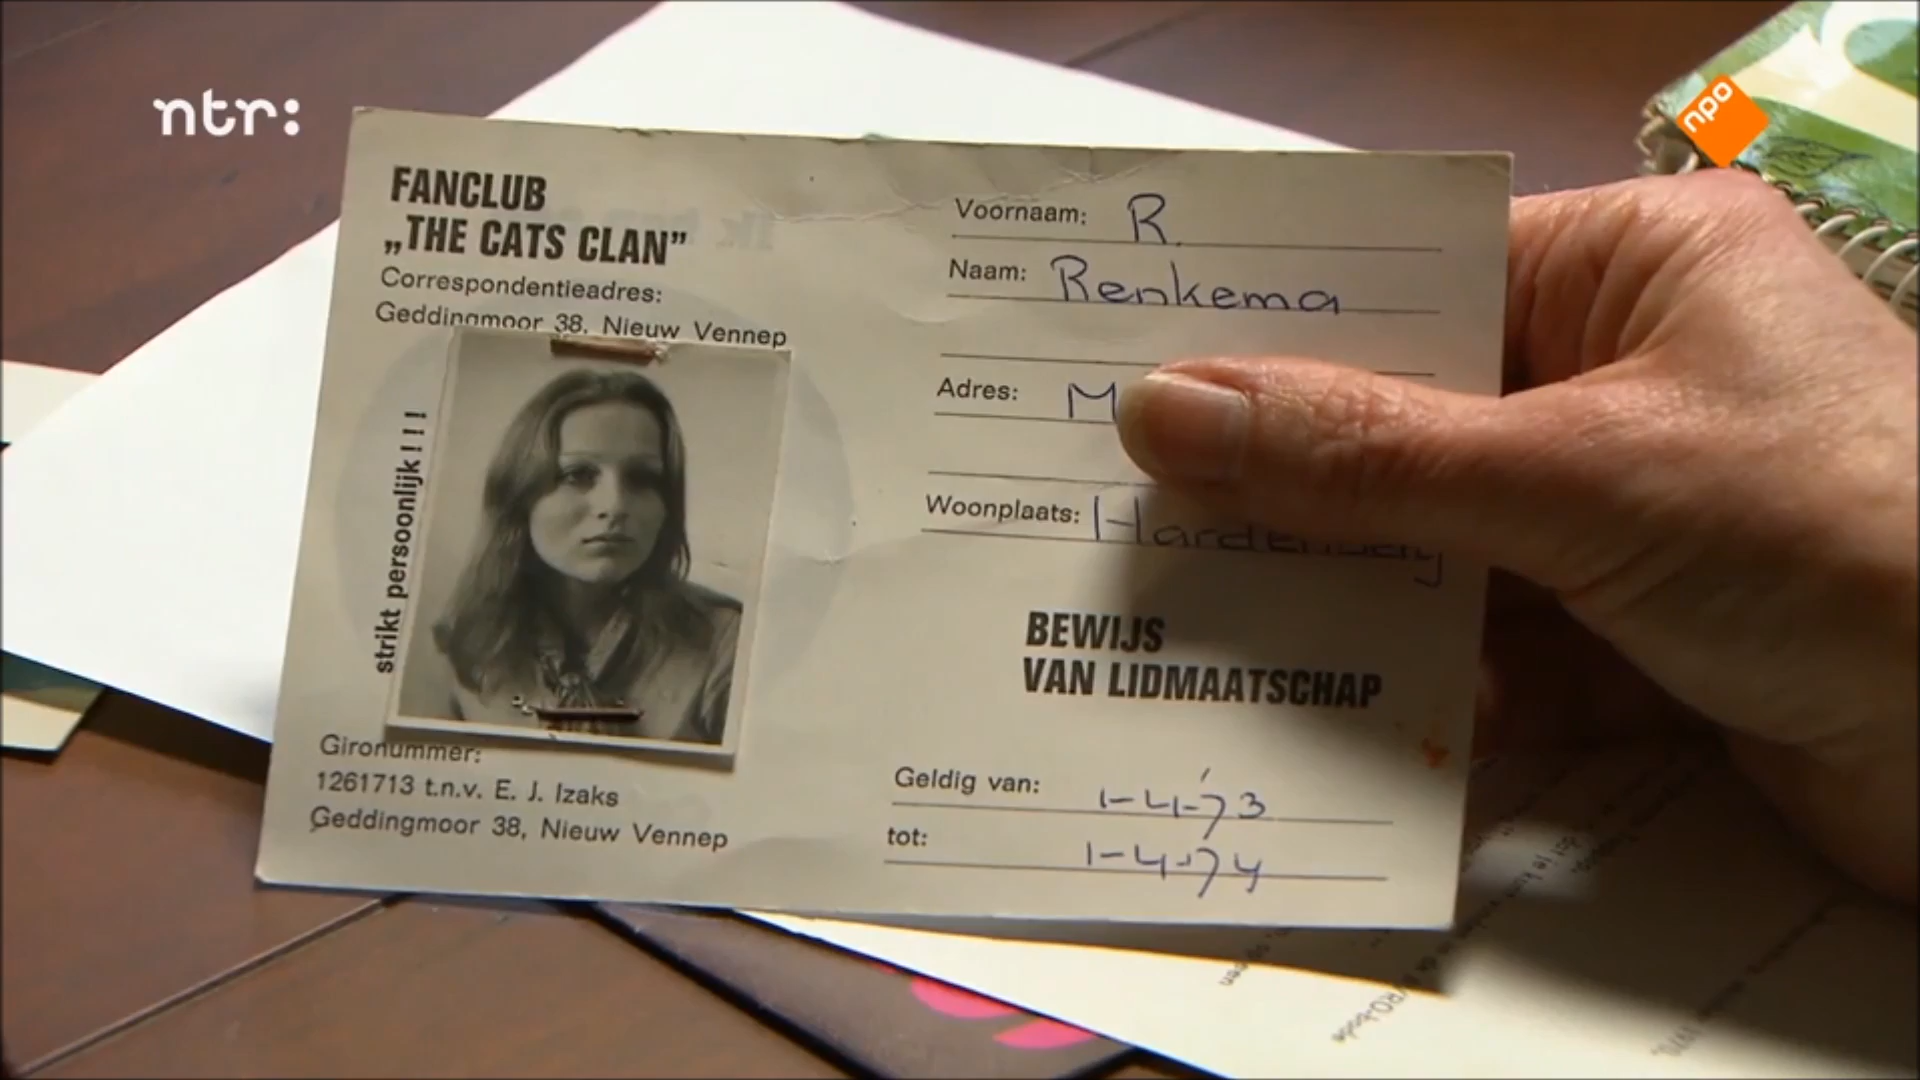 ntr:
npo
FANCLUB
„THE CATS CLAN”
Correspondentieadres:
Geddingmoor 38, Nieuw Vennep
strikt persoonlijk!!!
Gironummer:
1261713 t.n.v. E. J. Izaks
Geddingmoor 38, Nieuw Vennep
Voornaam: R.
Naam: Renkema
Adres: M
Woonplaats: Hardenberg
BEWIJS
VAN LIDMAATSCHAP
Geldig van: 1-4-'73
tot: 1-4-'74